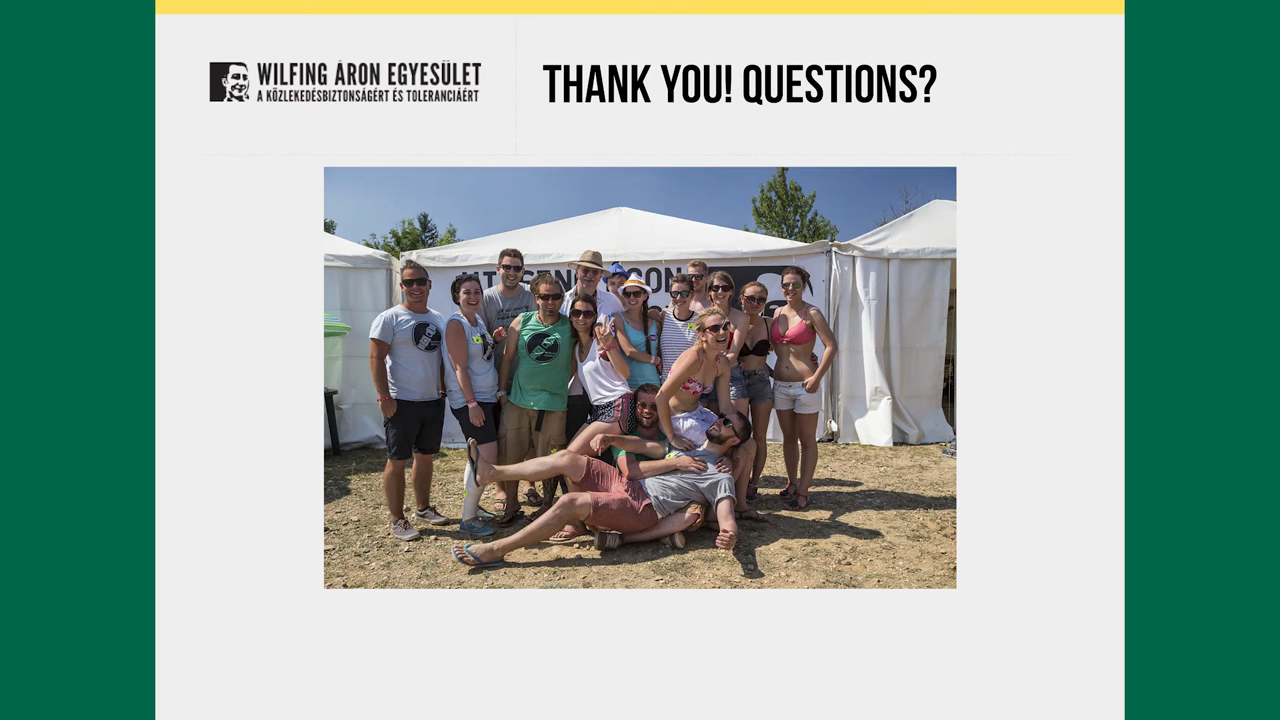 WILFING ÁRON EGYESÜLET
A KÖZLEKEDÉSBIZTONSÁGÉRT ÉS TOLERANCIÁÉRT
THANK YOU! QUESTIONS?